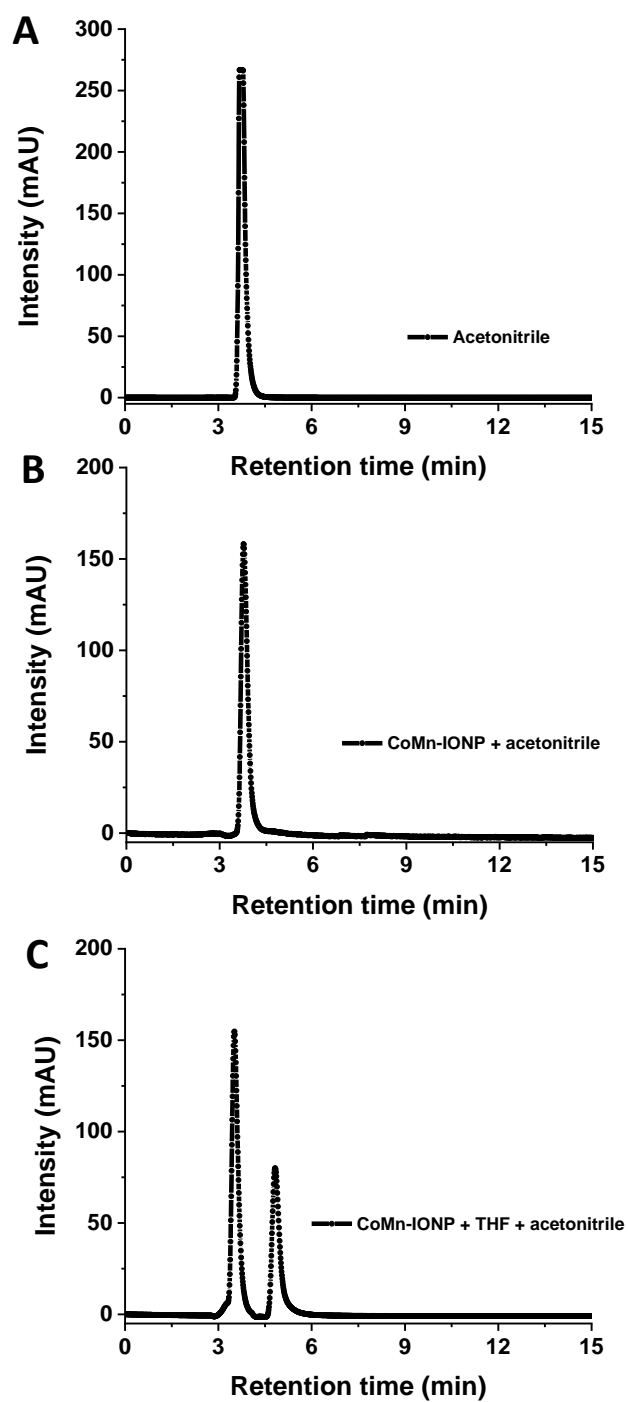 A
300
250
200
150
100
50
0
Intensity (mAU)
Acetonitrile
0 3 6 9 12 15
Retention time (min)
B
200
150
100
50
0
Intensity (mAU)
CoMn-IONP + acetonitrile
0 3 6 9 12 15
Retention time (min)
C
200
150
100
50
0
Intensity (mAU)
CoMn-IONP + THF + acetonitrile
0 3 6 9 12 15
Retention time (min)